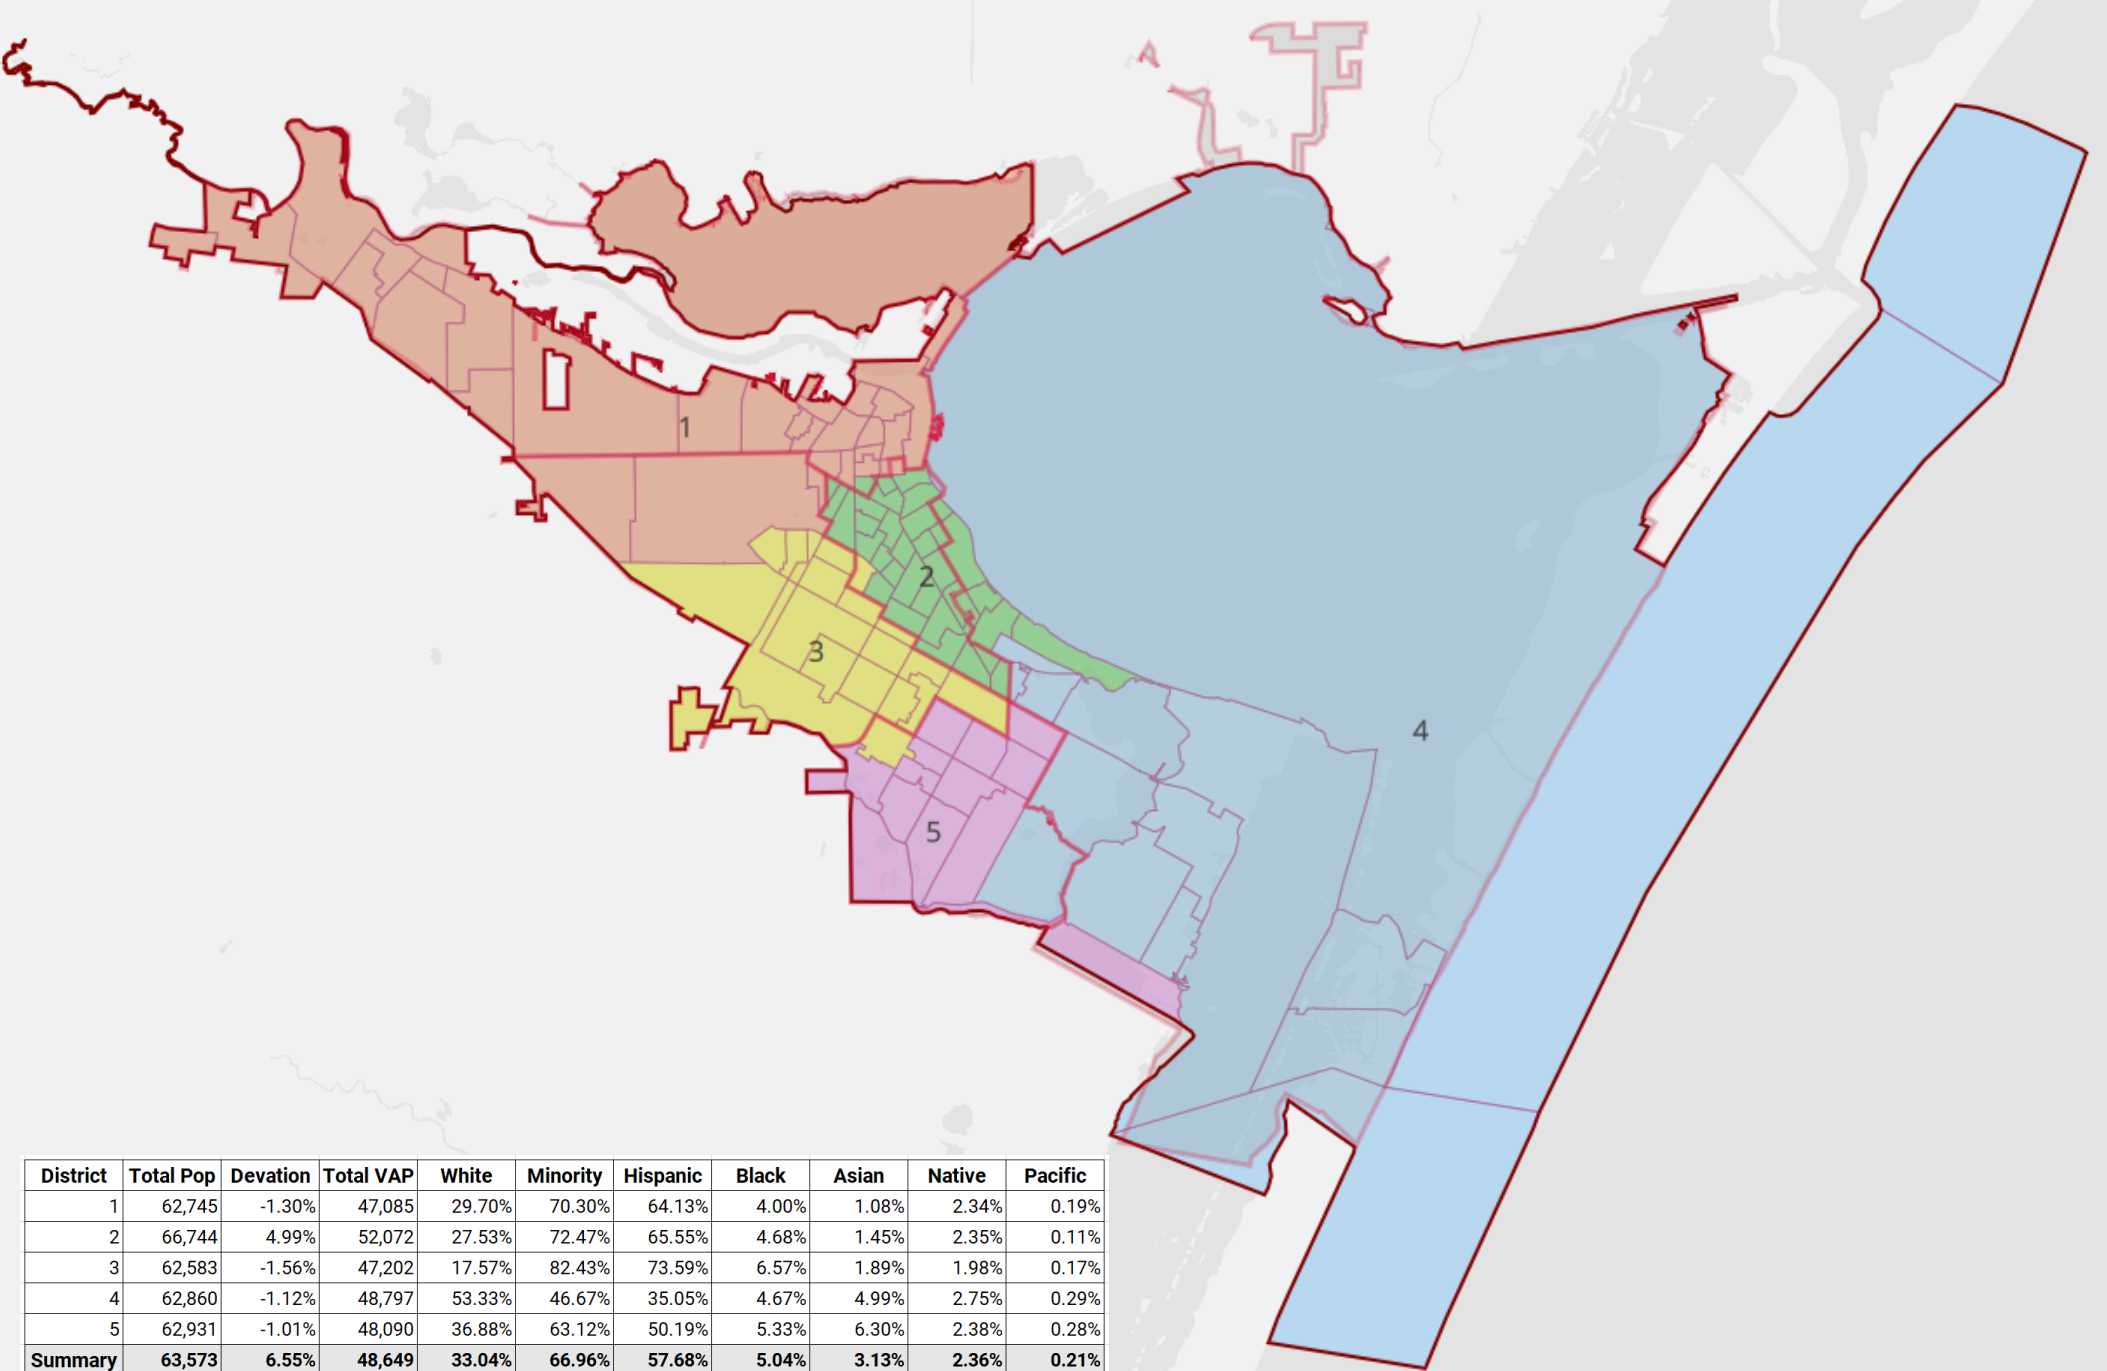 1
2
3
4
5
District Total Pop Devation Total VAP White Minority Hispanic Black Asian Native Pacific
1 62,745 -1.30% 47,085 29.70% 70.30% 64.13% 4.00% 1.08% 2.34% 0.19%
2 66,744 4.99% 52,072 27.53% 72.47% 65.55% 4.68% 1.45% 2.35% 0.11%
3 62,583 -1.56% 47,202 17.57% 82.43% 73.59% 6.57% 1.89% 1.98% 0.17%
4 62,860 -1.12% 48,797 53.33% 46.67% 35.05% 4.67% 4.99% 2.75% 0.29%
5 62,931 -1.01% 48,090 36.88% 63.12% 50.19% 5.33% 6.30% 2.38% 0.28%
Summary 63,573 6.55% 48,649 33.04% 66.96% 57.68% 5.04% 3.13% 2.36% 0.21%